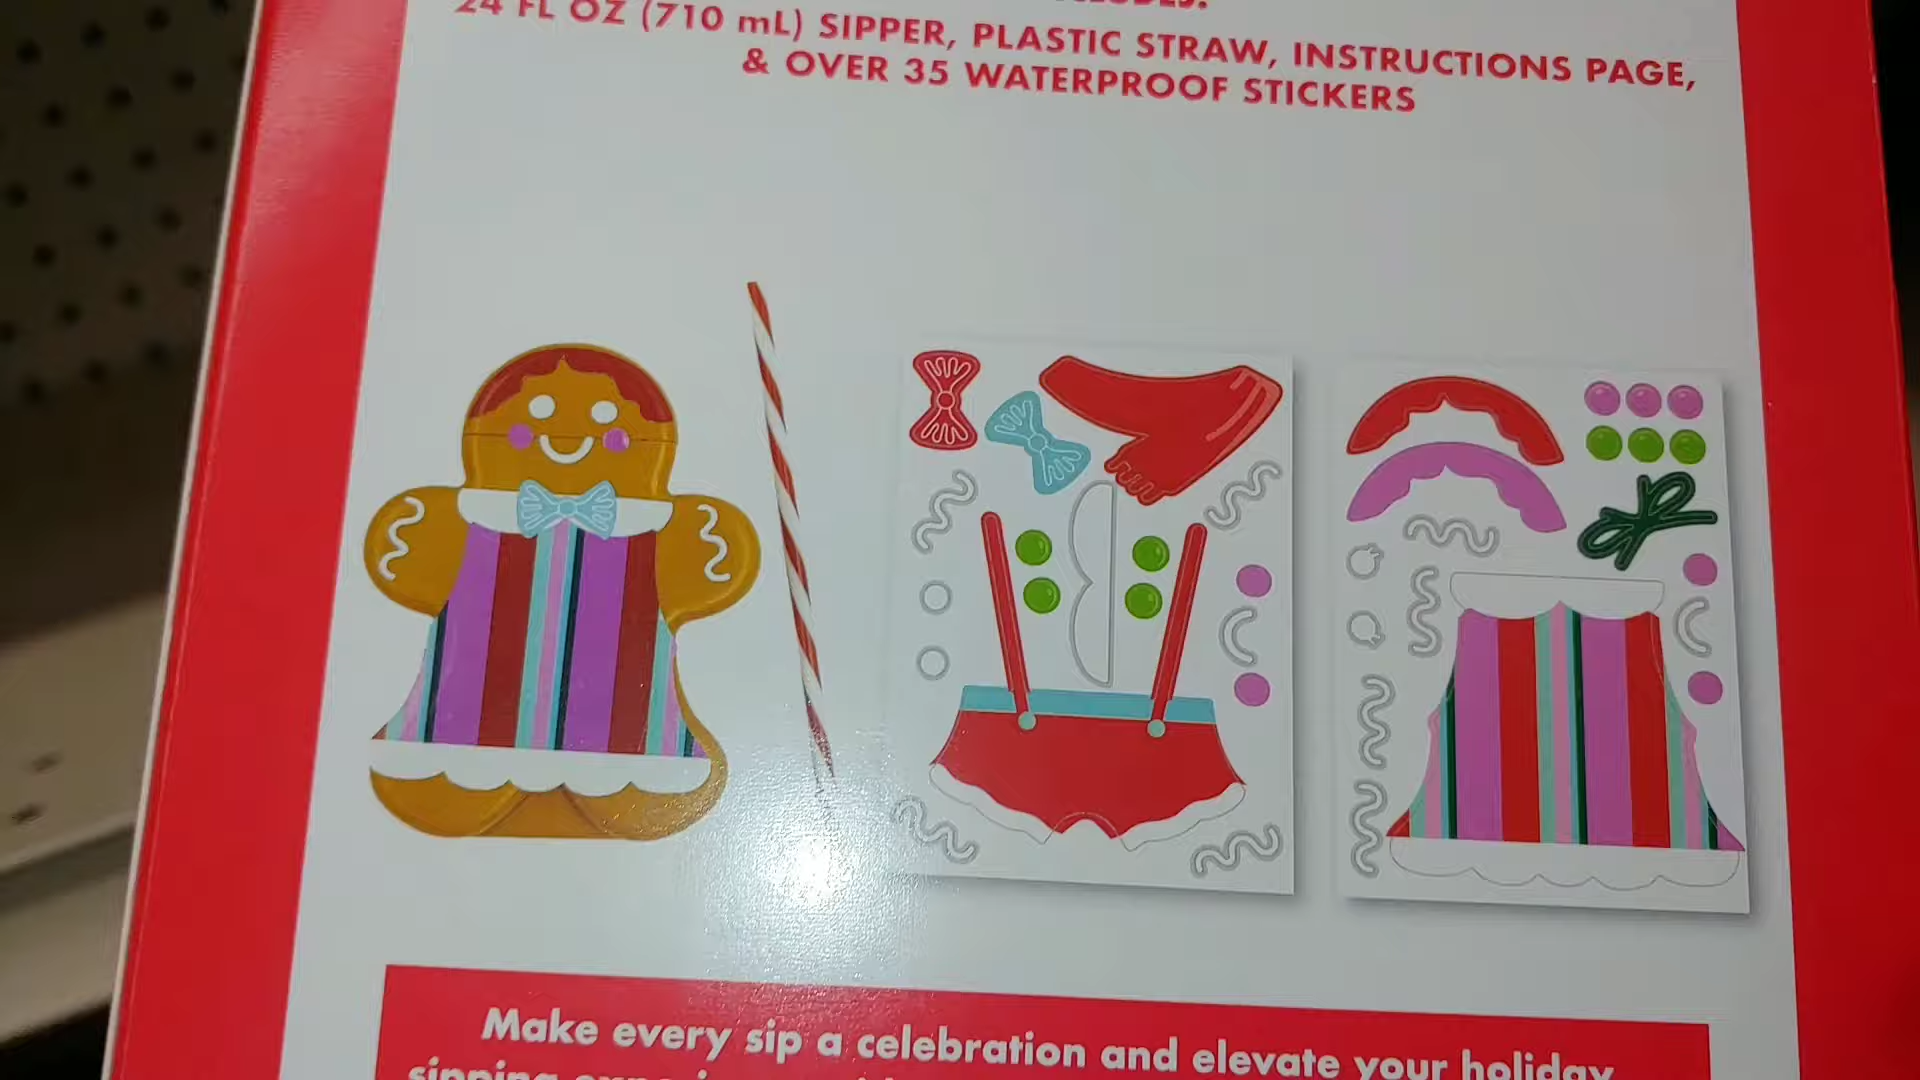 24 FL OZ (710 mL) SIPPER, PLASTIC STRAW, INSTRUCTIONS PAGE,
& OVER 35 WATERPROOF STICKERS
Make every sip a celebration and elevate your holiday
sipping